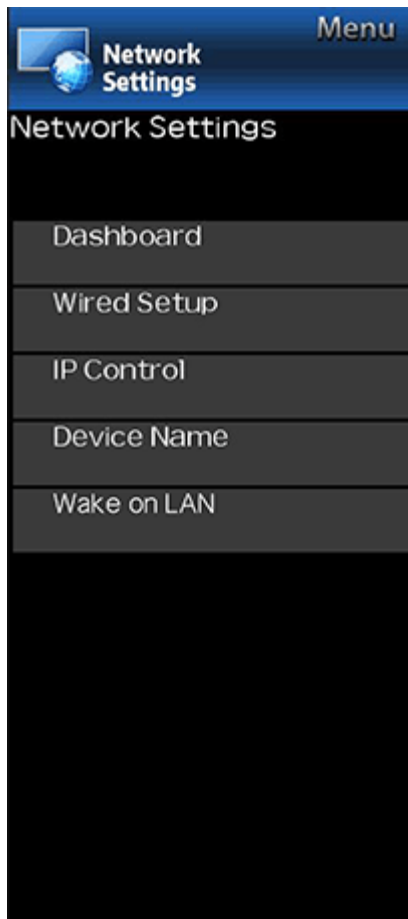 Menu
Network
Settings
Network Settings
Dashboard
Wired Setup
IP Control
Device Name
Wake on LAN